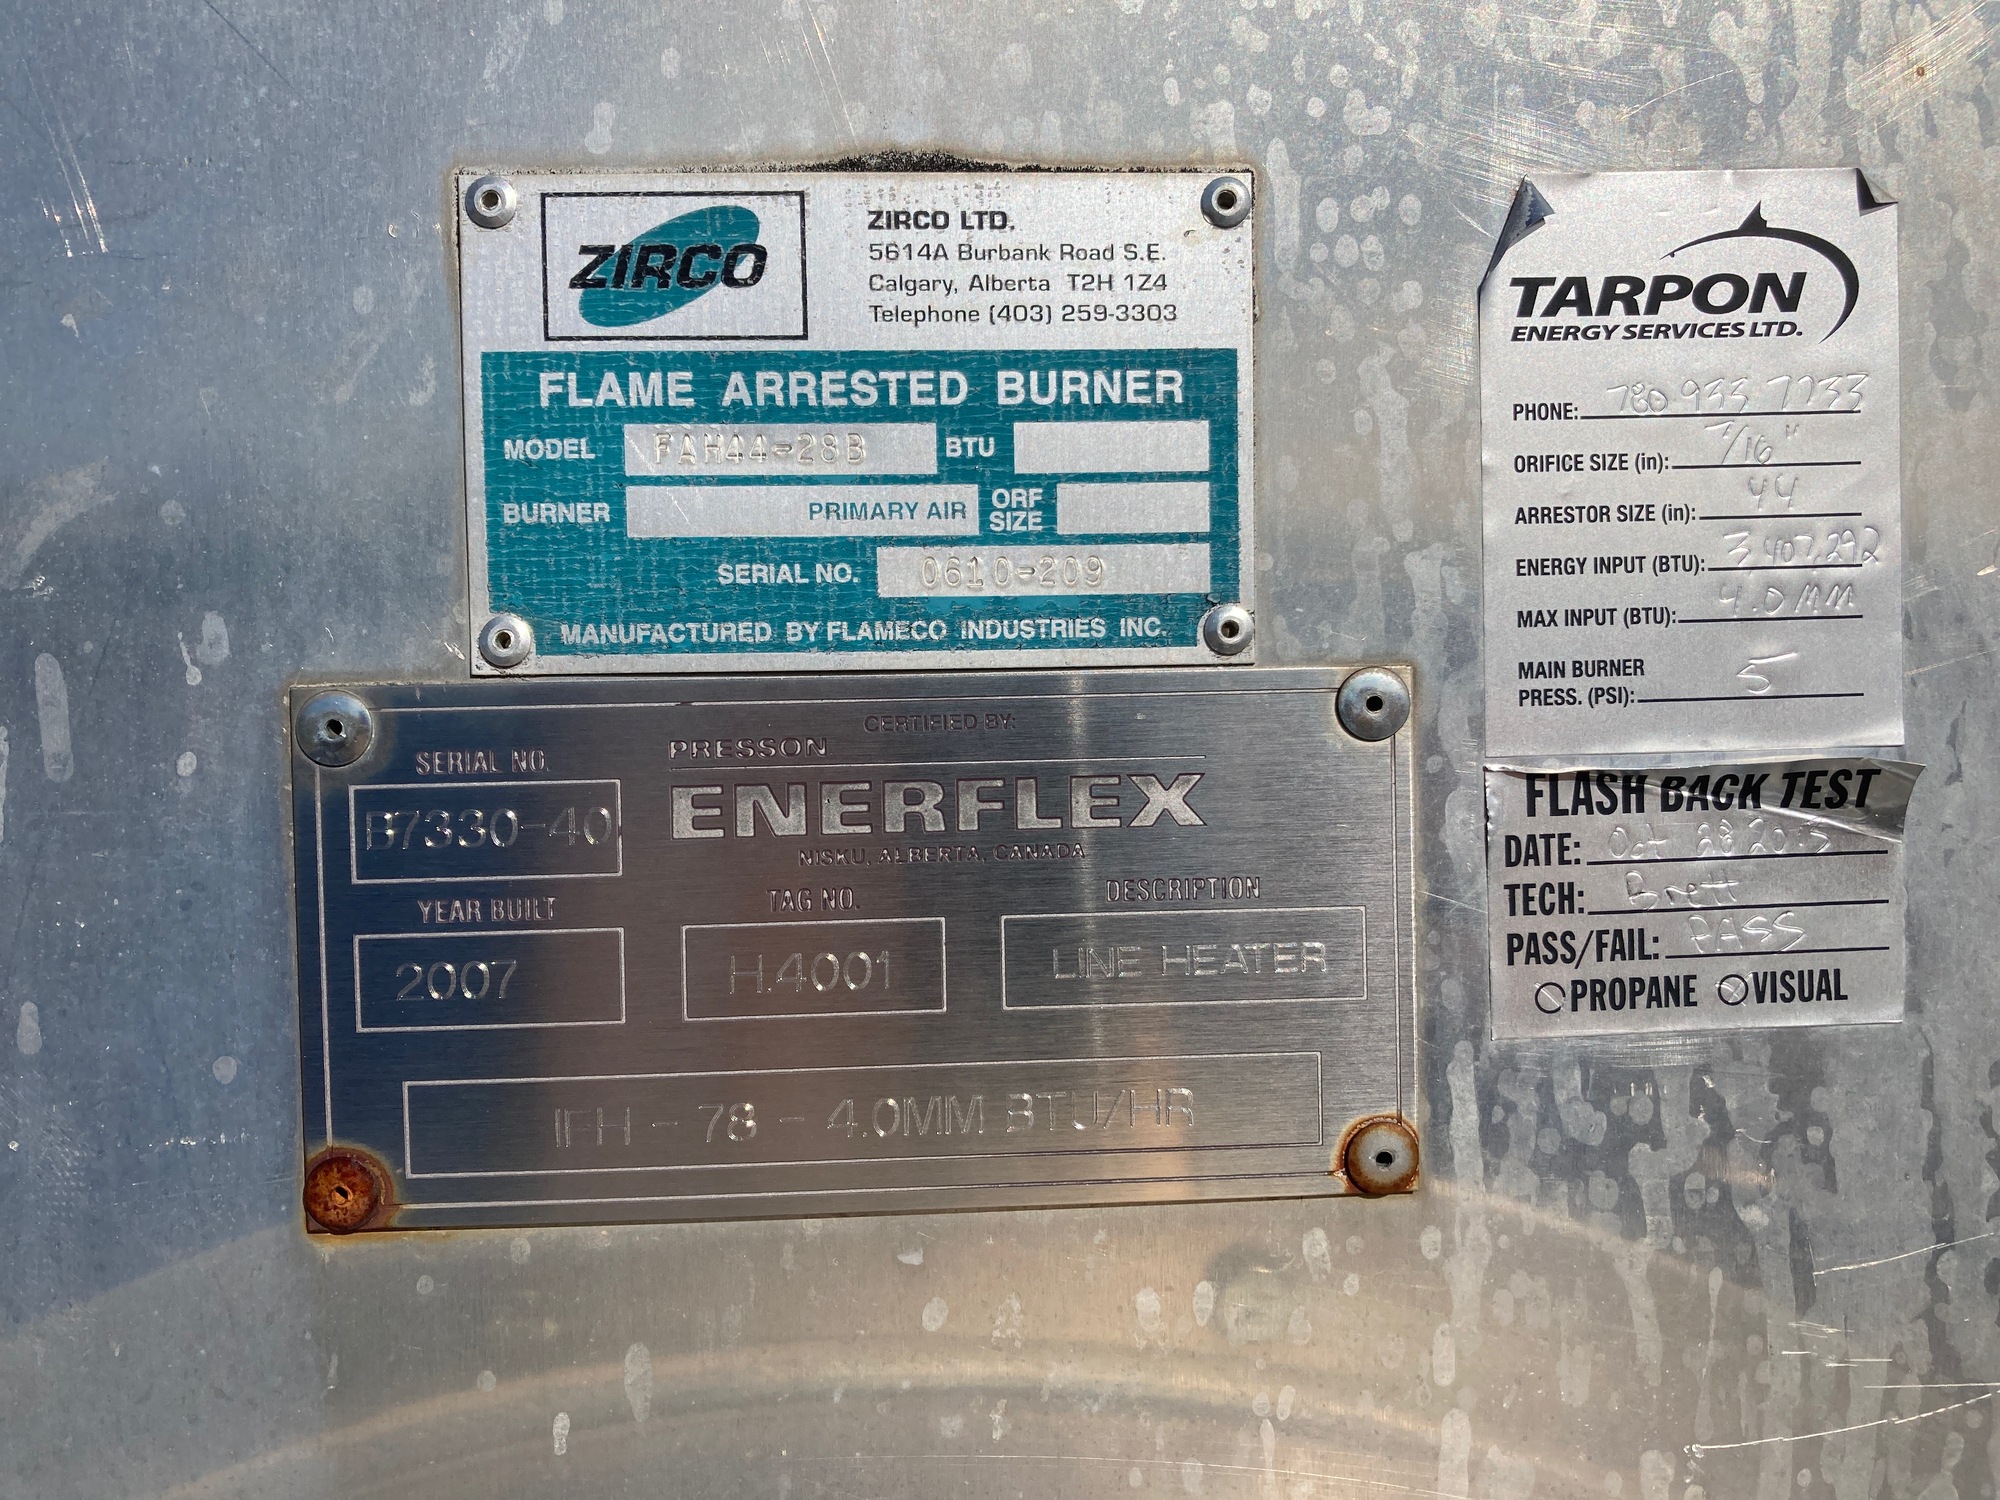 ZIRCO
ZIRCO LTD.
5614A Burbank Road S.E.
Calgary, Alberta T2H 1Z4
Telephone (403) 259-3303
FLAME ARRESTED BURNER
MODEL FAH44-28B BTU
BURNER PRIMARY AIR ORF SIZE
SERIAL NO. 0610-209
MANUFACTURED BY FLAMECO INDUSTRIES INC.
CERTIFIED BY:
PRESSON
ENERFLEX
NISKU, ALBERTA, CANADA
SERIAL NO.
B7330-40
YEAR BUILT
2007
TAG NO.
H.4001
DESCRIPTION
LINE HEATER
IFH - 78 - 4.0MM BTU/HR
TARPON
ENERGY SERVICES LTD.
PHONE: 780 933 7733
ORIFICE SIZE (in): 7/16"
ARRESTOR SIZE (in): 44
ENERGY INPUT (BTU): 3,407,292
MAX INPUT (BTU): 4.0 MM
MAIN BURNER
PRESS. (PSI): 5
FLASH BACK TEST
DATE: Oct 28
TECH: Brett
PASS/FAIL: PASS
PROPANE VISUAL